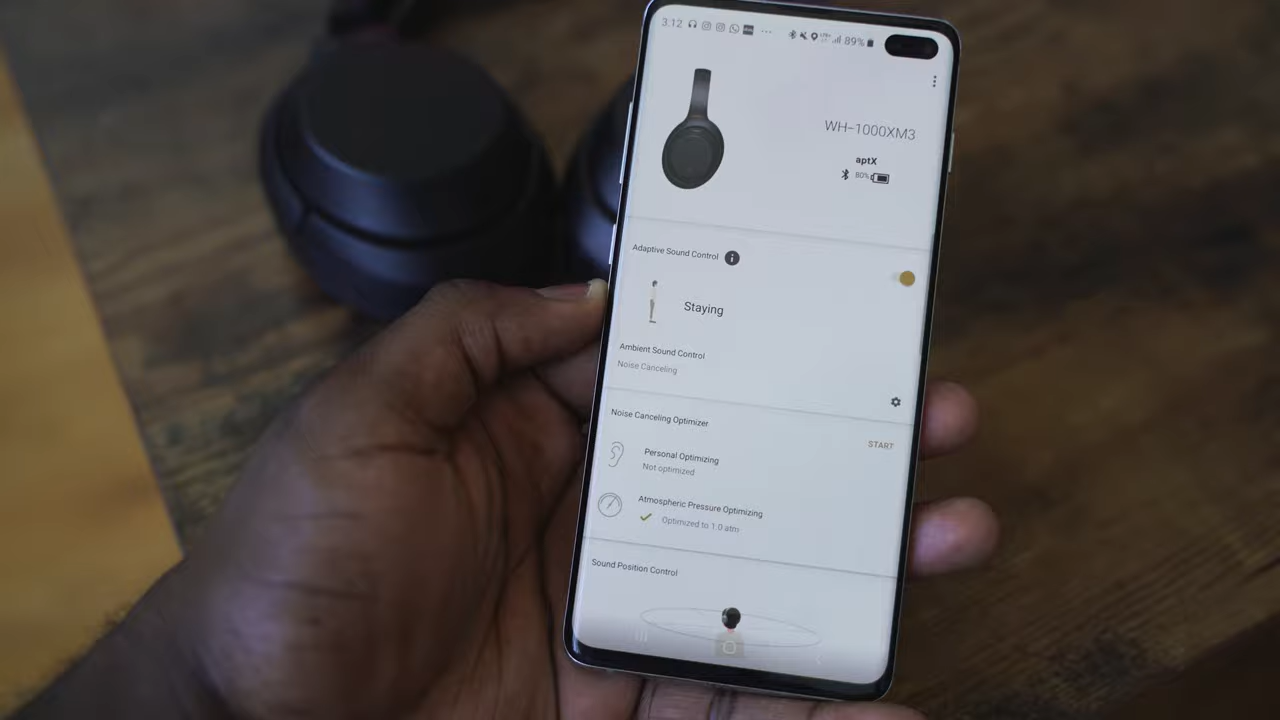 3.12
89%
WH-1000XM3
aptX
80%
Adaptive Sound Control
Staying
Ambient Sound Control
Noise Canceling
Noise Canceling Optimizer
START
Personal Optimizing
Not optimized
Atmospheric Pressure Optimizing
Optimized to 1.0 atm
Sound Position Control